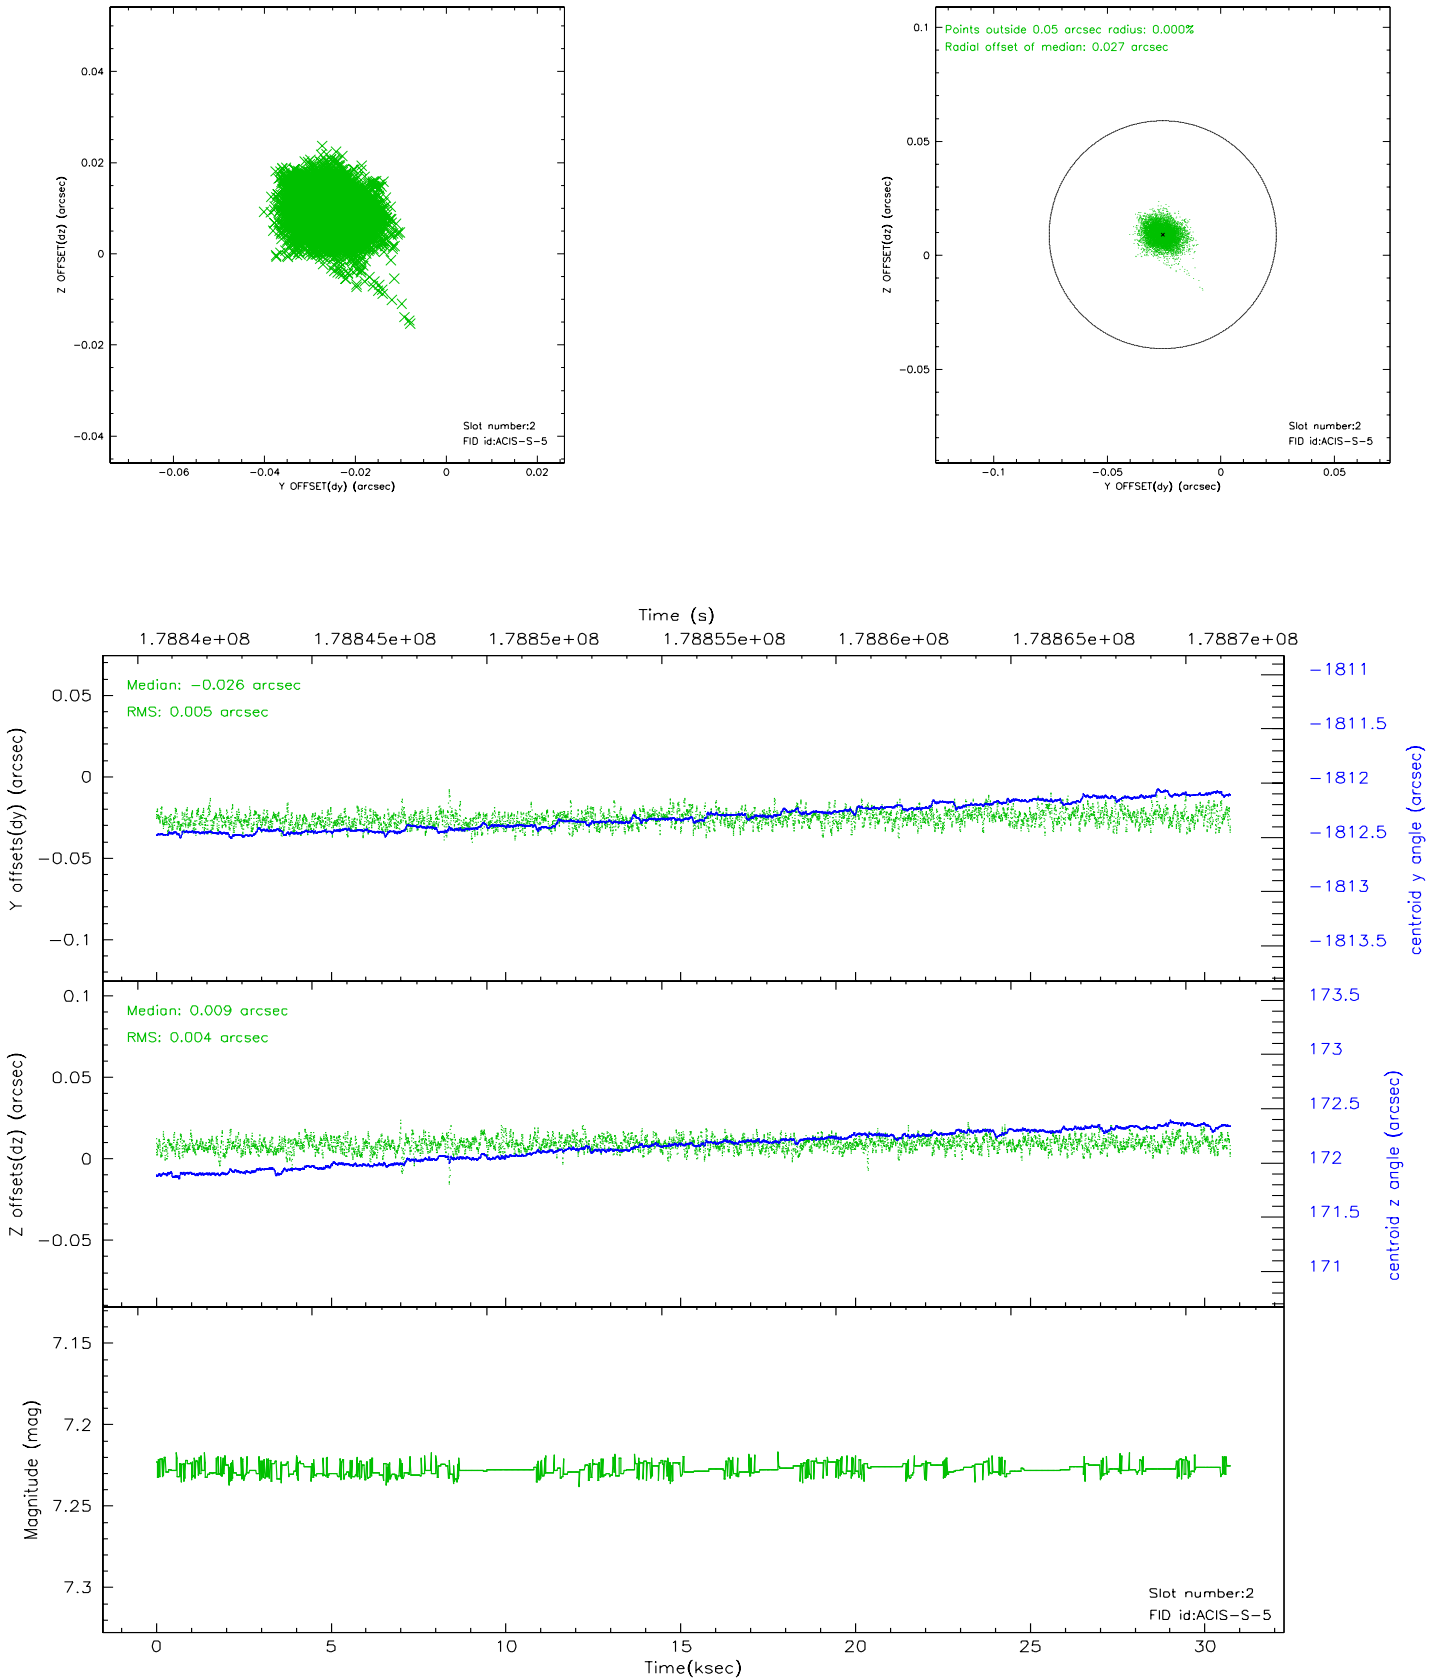 0.04
0.02
0
-0.02
-0.04
Z OFFSET(dz) (arcsec)
Slot number:2
FID id:ACIS-S-5
-0.06
-0.04
-0.02
0
0.02
Y OFFSET(dy) (arcsec)
Points outside 0.05 arcsec radius: 0.000%
Radial offset of median: 0.027 arcsec
0.1
0.05
0
-0.05
Z OFFSET(dz) (arcsec)
Slot number:2
FID id:ACIS-S-5
-0.1
-0.05
0
0.05
Y OFFSET(dy) (arcsec)
Time (s)
1.7884e+08
1.78845e+08
1.7885e+08
1.78855e+08
1.7886e+08
1.78865e+08
1.7887e+08
Median: -0.026 arcsec
RMS: 0.005 arcsec
0.05
0
-0.05
-0.1
Y offsets(dy) (arcsec)
-1811
-1811.5
-1812
-1812.5
-1813
-1813.5
centroid y angle (arcsec)
Median: 0.009 arcsec
RMS: 0.004 arcsec
0.1
0.05
0
-0.05
Z offsets(dz) (arcsec)
173.5
173
172.5
172
171.5
171
centroid z angle (arcsec)
7.15
7.2
7.25
7.3
Magnitude (mag)
Slot number:2
FID id:ACIS-S-5
0
5
10
15
20
25
30
Time(ksec)